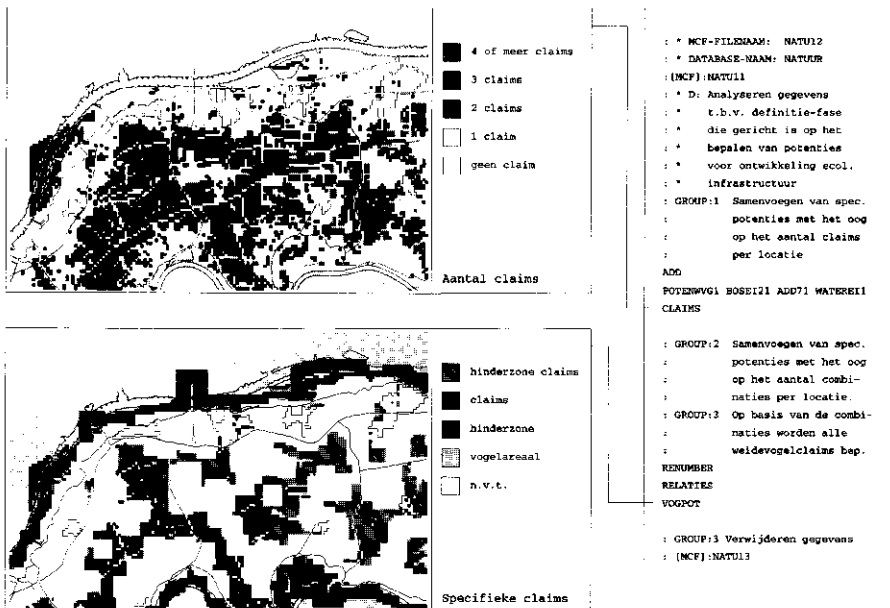 4 of meer claims
3 claims
2 claims
1 claim
geen claim
Aantal claims
hinderzone claims
claims
hinderzone
vogelareaal
n.v.t.
Specifieke claims
: * MCF-FILENAAM: NATU12
: * DATABASE-NAAM: NATUUR
:[MCF]:NATU11
: * D: Analyseren gegevens
: * t.b.v. definitie-fase
: * die gericht is op het
: * bepalen van potenties
: * voor ontwikkeling ecol.
: * infrastructuur
: GROUP:1 Samenvoegen van spec.
: potenties met het oog
: op het aantal claims
: per locatie
ADD
POTENWVG1 BOSEI21 ADD71 WATEREI1
CLAIMS
: GROUP:2 Samenvoegen van spec.
: potenties met het oog
: op het aantal combi-
: naties per locatie.
: GROUP:3 Op basis van de combi-
: naties worden alle
: weidevogelclaims bep.
RENUMBER
RELATIES
VOGPOT
: GROUP:3 Verwijderen gegevens
: [MCF]:NATU13